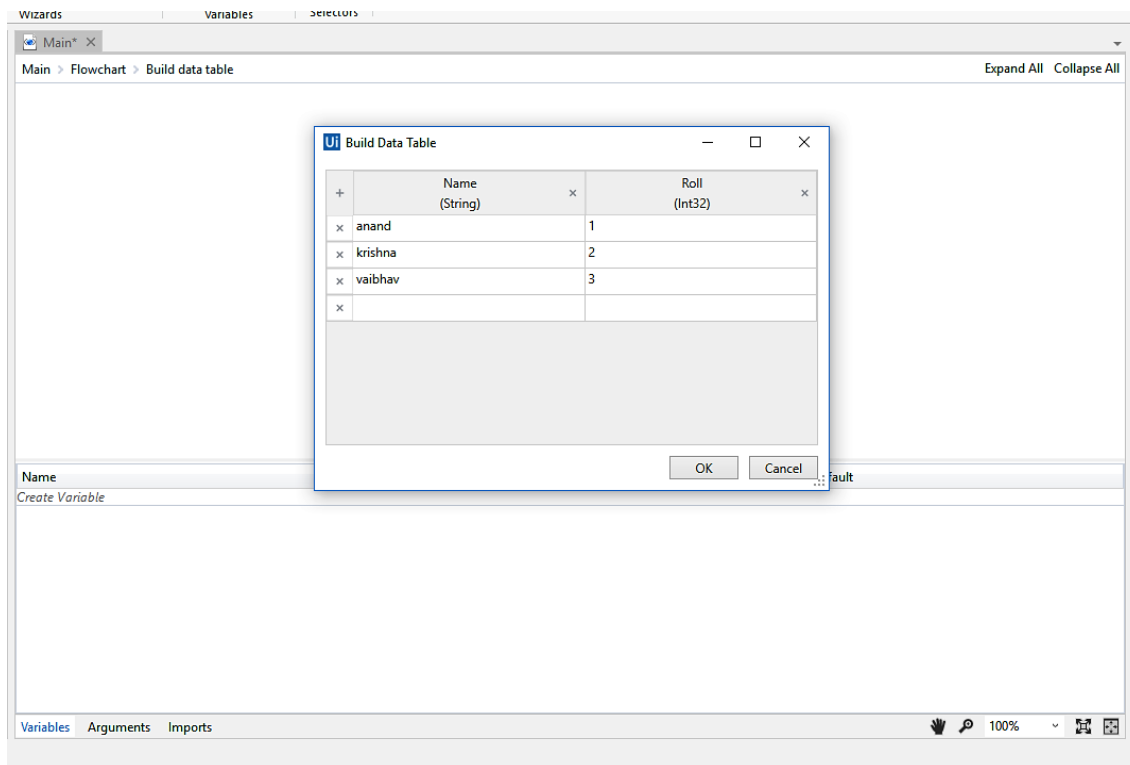 Wizards Variables Selectors
Main*
Main > Flowchart > Build data table Expand All Collapse All
Ui Build Data Table
+ Name Roll
(String) (Int32)
anand 1
krishna 2
vaibhav 3
OK Cancel
Name fault
Create Variable
Variables Arguments Imports 100%